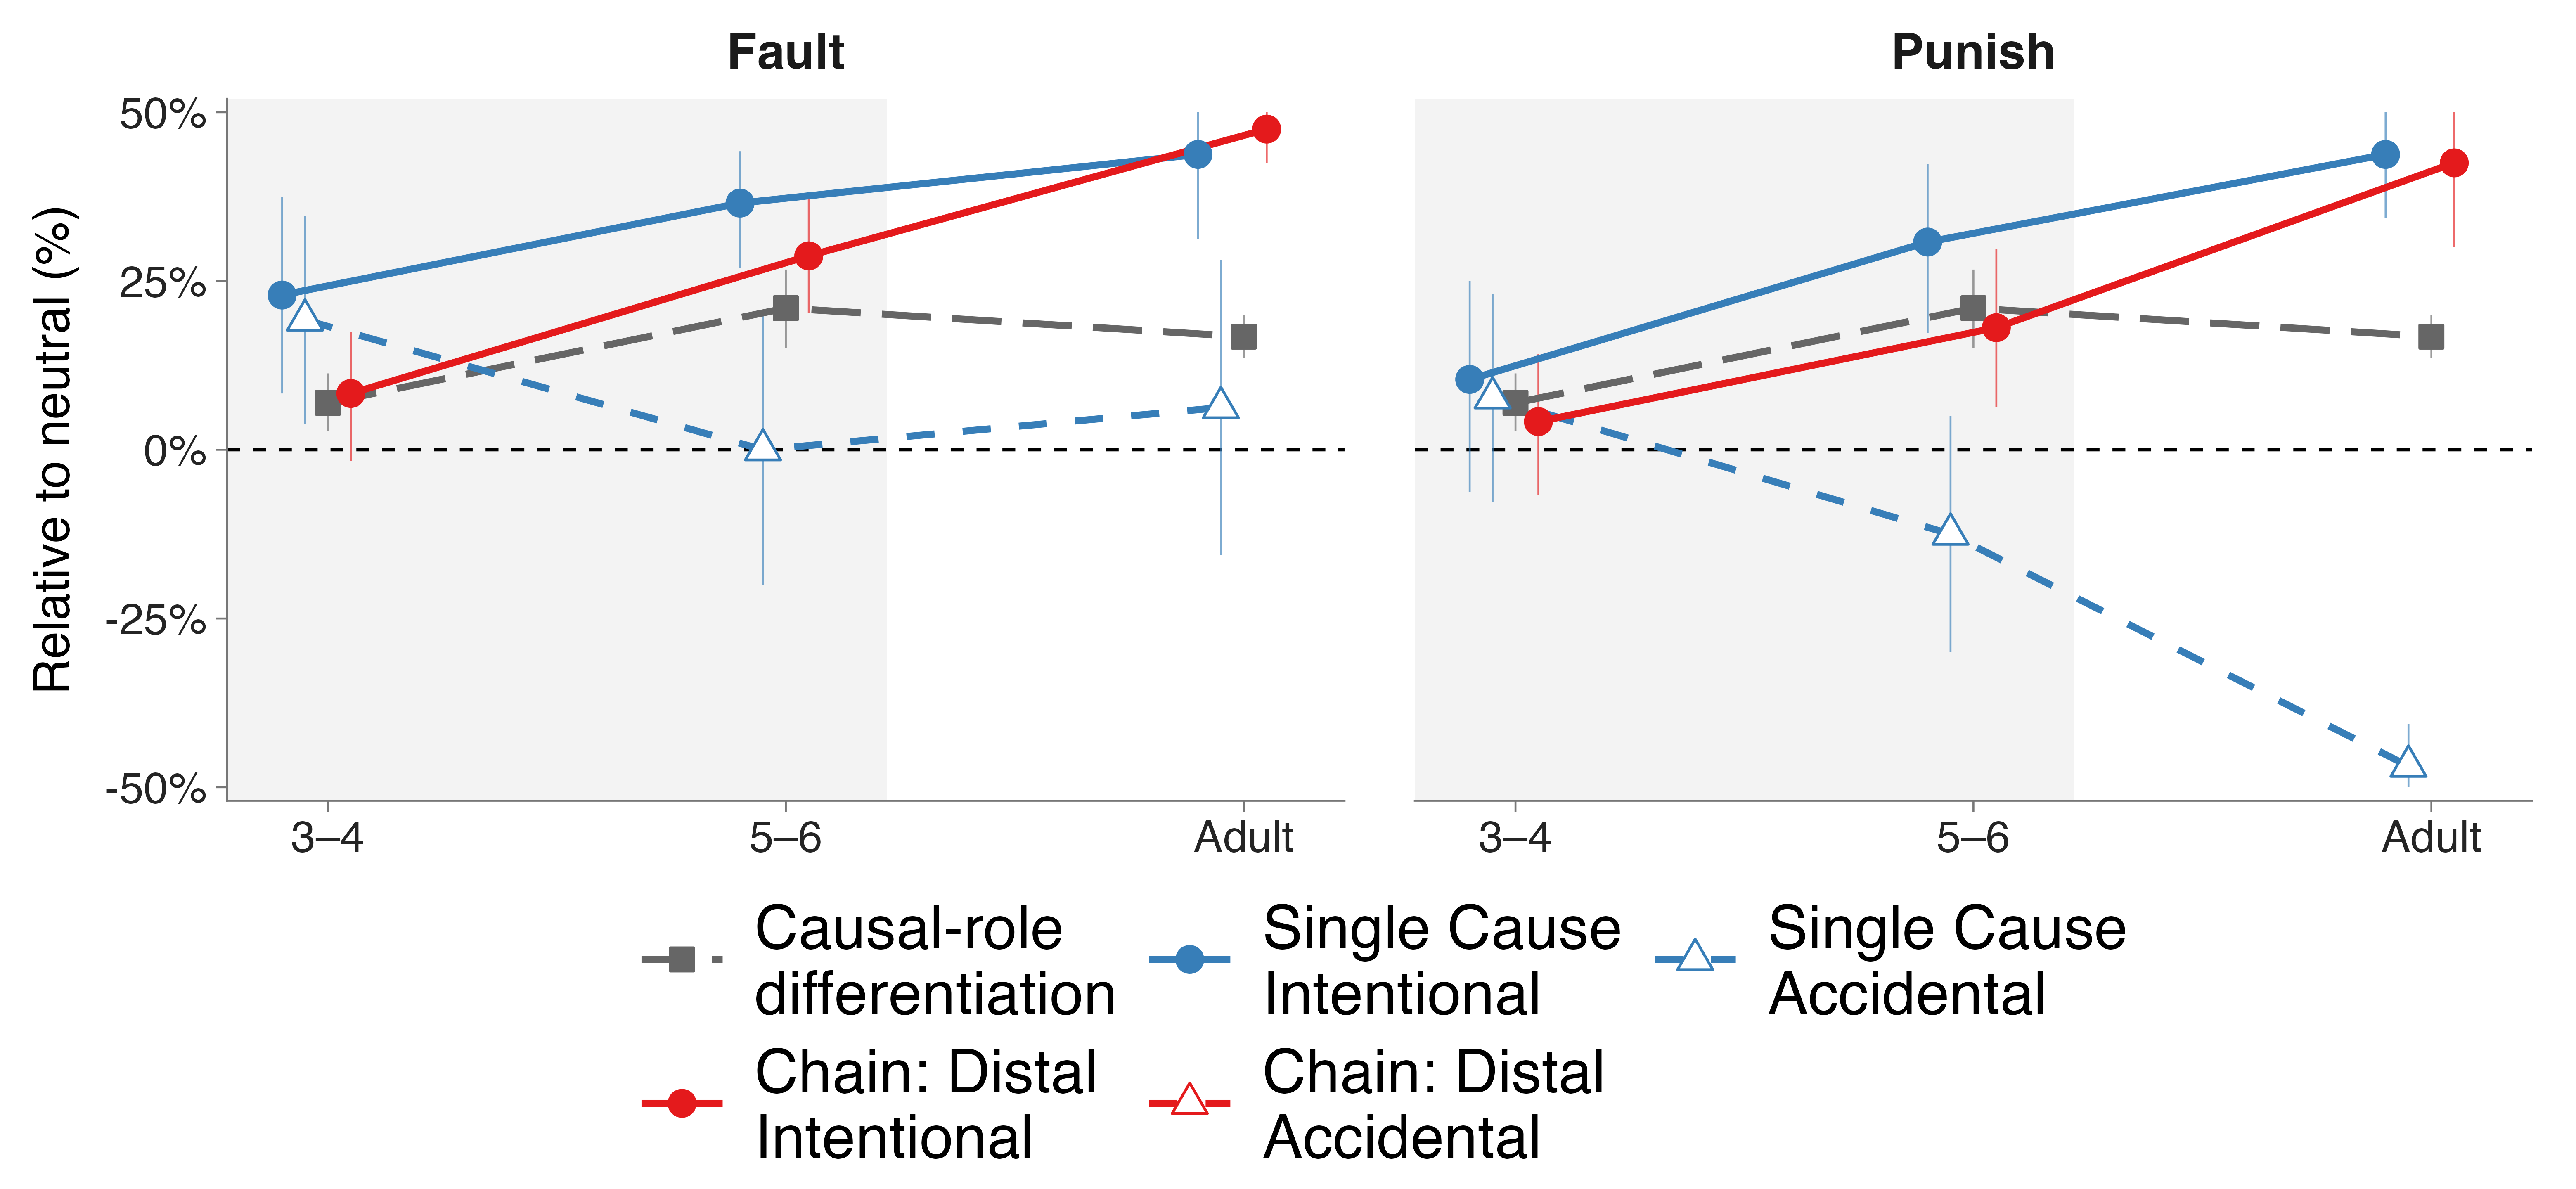 Fault
Punish
Relative to neutral (%)
50%
25%
0%
-25%
-50%
3–4
5–6
Adult
3–4
5–6
Adult
Causal-role
differentiation
Single Cause
Intentional
Single Cause
Accidental
Chain: Distal
Intentional
Chain: Distal
Accidental